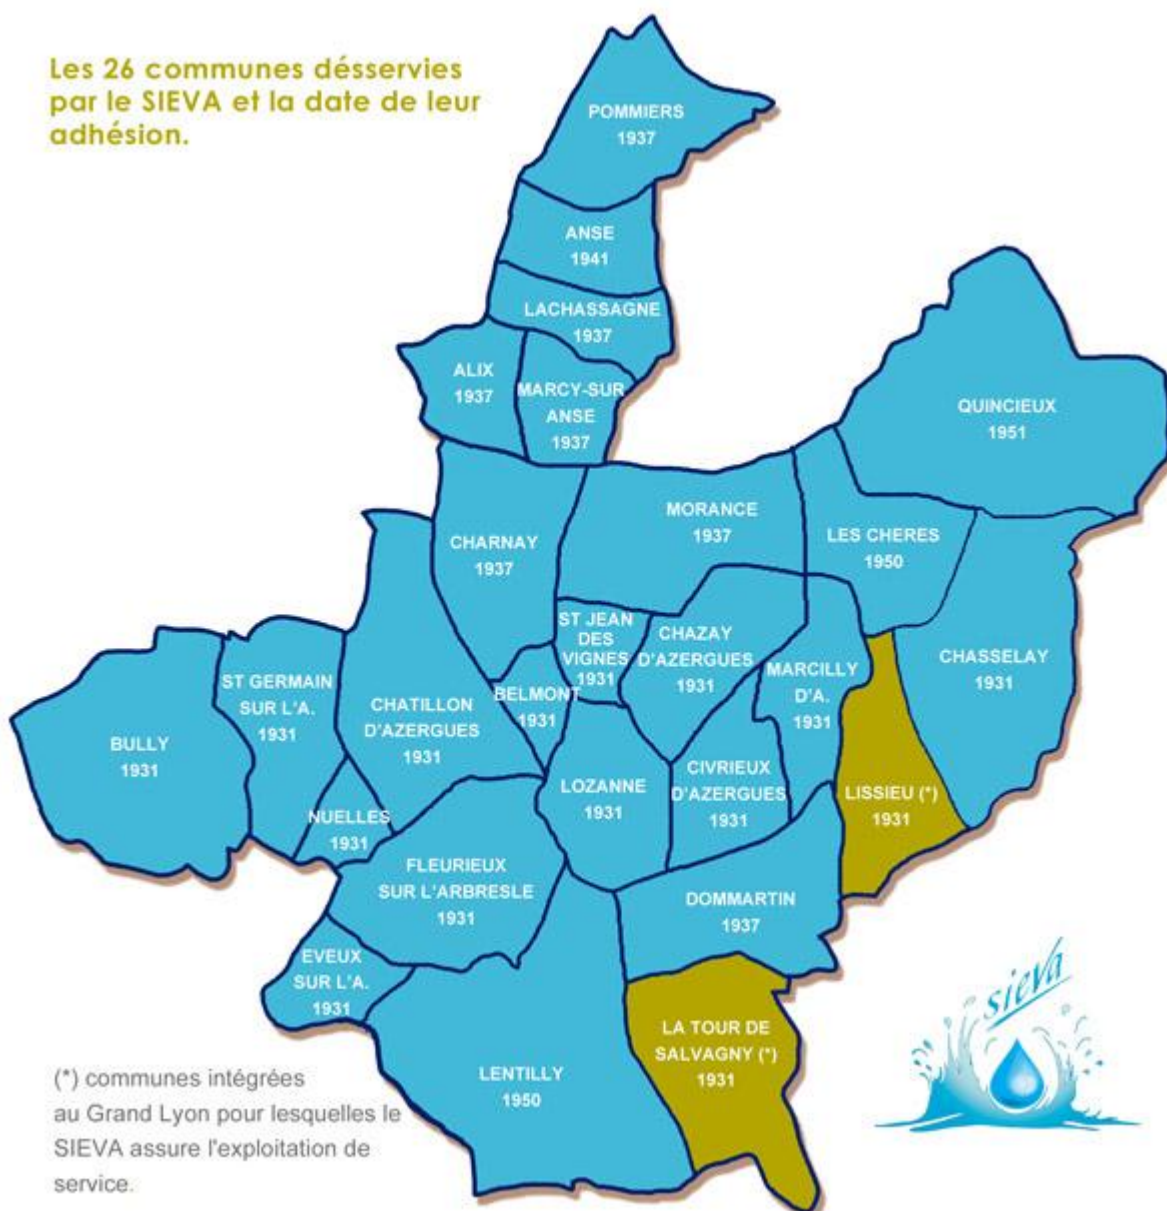 Les 26 communes désservies
par le SIEVA et la date de leur
adhésion.
POMMIERS
1937
ANSE
1941
LACHASSAGNE
1937
ALIX
1937
MARCY-SUR
ANSE
1937
QUINCIEUX
1951
MORANCE
1937
LES CHERES
1950
CHARNAY
1937
ST JEAN
DES
VIGNES
1931
CHAZAY
D'AZERGUES
1931
MARCILLY
D'A.
1931
CHASSELAY
1931
ST GERMAIN
SUR L'A.
1931
CHATILLON
D'AZERGUES
1931
BELMONT
1931
BULLY
1931
LOZANNE
1931
CIVRIEUX
D'AZERGUES
1931
LISSIEU (*)
1931
NUELLES
1931
FLEURIEUX
SUR L'ARBRESLE
1931
DOMMARTIN
1937
EVEUX
SUR L'A.
1931
LA TOUR DE
SALVAGNY (*)
1931
LENTILLY
1950
sieva
(*) communes intégrées
au Grand Lyon pour lesquelles le
SIEVA assure l'exploitation de
service.